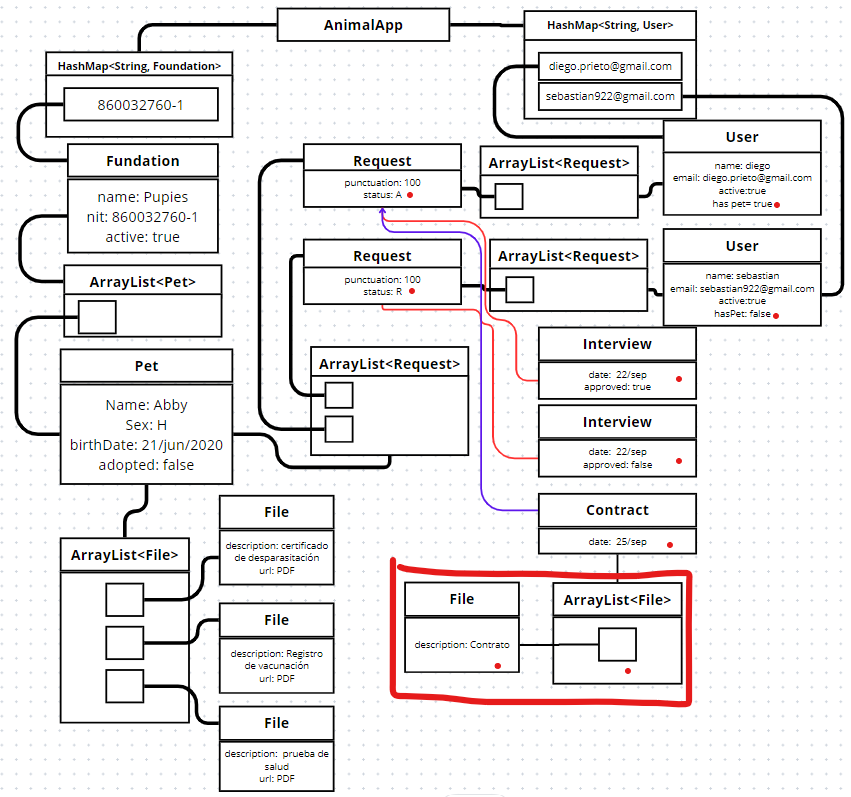 AnimalApp
HashMap<String, User>
diego.prieto@gmail.com
sebastian922@gmail.com
HashMap<String, Foundation>
860032760-1
Fundation
name: Pupies
nit: 860032760-1
active: true
ArrayList<Pet>
Pet
Name: Abby
Sex: H
birthDate: 21/jun/2020
adopted: false
ArrayList<File>
File
description: certificado
de desparasitación
url: PDF
File
description: Registro
de vacunación
url: PDF
File
description: prueba de
salud
url: PDF
Request
punctuation: 100
status: A
Request
punctuation: 100
status: R
ArrayList<Request>
ArrayList<Request>
ArrayList<Request>
User
name: diego
email: diego.prieto@gmail.com
active:true
has pet= true
User
name: sebastian
email: sebastian922@gmail.com
active:true
hasPet: false
Interview
date: 22/sep
approved: true
Interview
date: 22/sep
approved: false
Contract
date: 25/sep
File
description: Contrato
ArrayList<File>